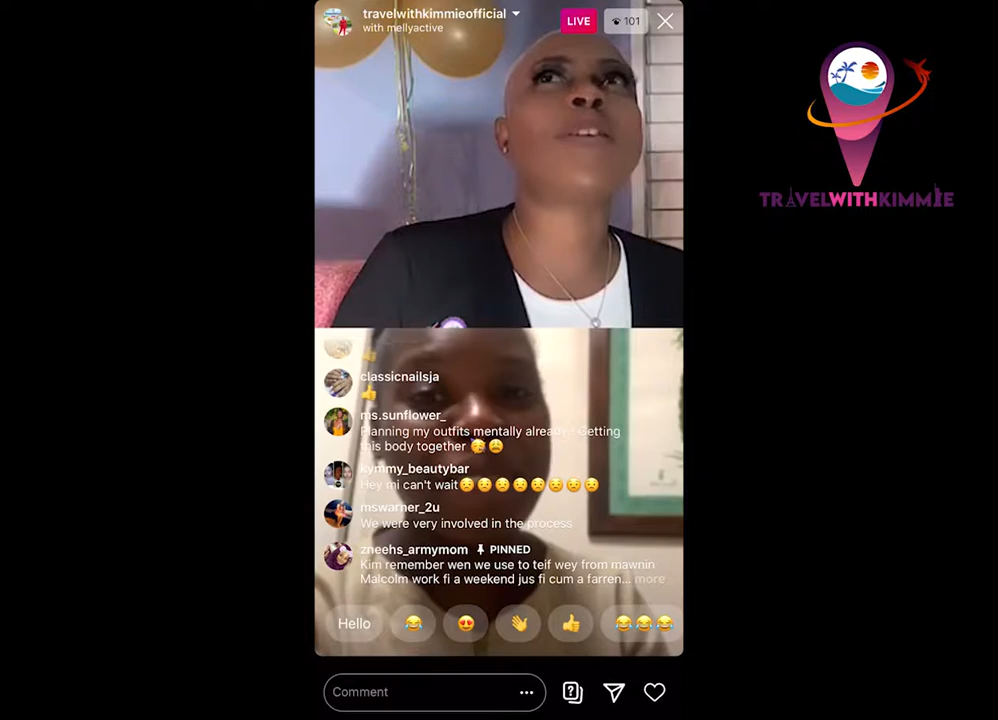 travelwithkimmieofficial
with mellyactive
LIVE
101
TRAVELWITHKIMMIE
classicnailsja
👍
ms.sunflower_
Planning my outfits mentally already! Getting
this body together 🥳😩
kymmy_beautybar
Hey mi can't wait😣😣😣😣😣😣😣😣
mswarner_2u
We were very involved in the process
zneehs_armymom PINNED
Kim remember wen we use to teif wey from mawnin
Malcolm work fi a weekend jus fi cum a farren... more
Hello 😂 😍 👋 👍 😂😂😂
Comment